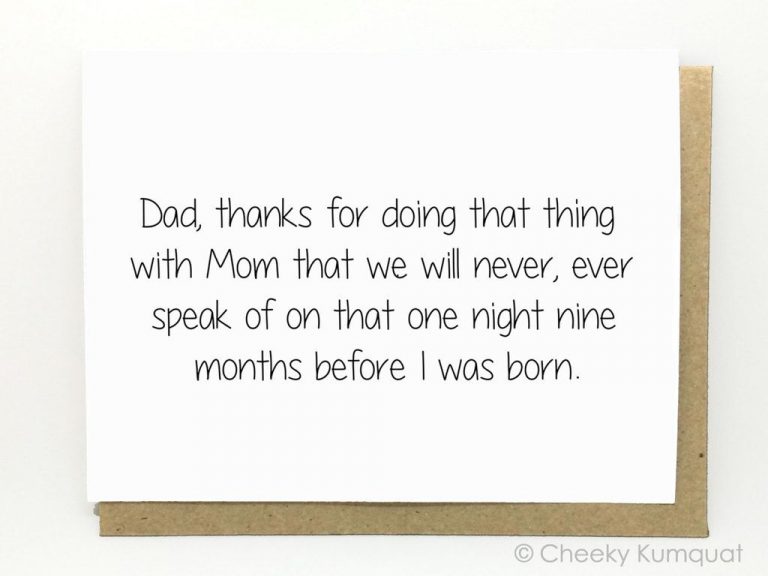 Dad, thanks for doing that thing
with Mom that we will never, ever
speak of on that one night nine
months before I was born.
© Cheeky Kumquat